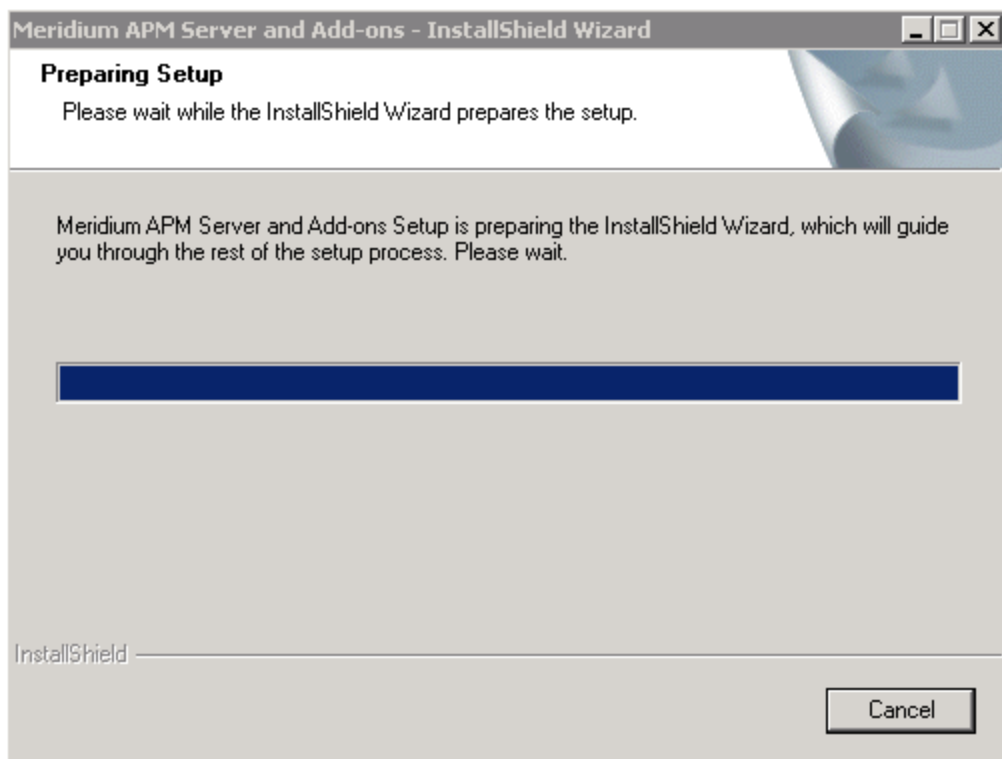 Meridium APM Server and Add-ons - InstallShield Wizard
Preparing Setup
Please wait while the InstallShield Wizard prepares the setup.
Meridium APM Server and Add-ons Setup is preparing the InstallShield Wizard, which will guide
you through the rest of the setup process. Please wait.
InstallShield
Cancel